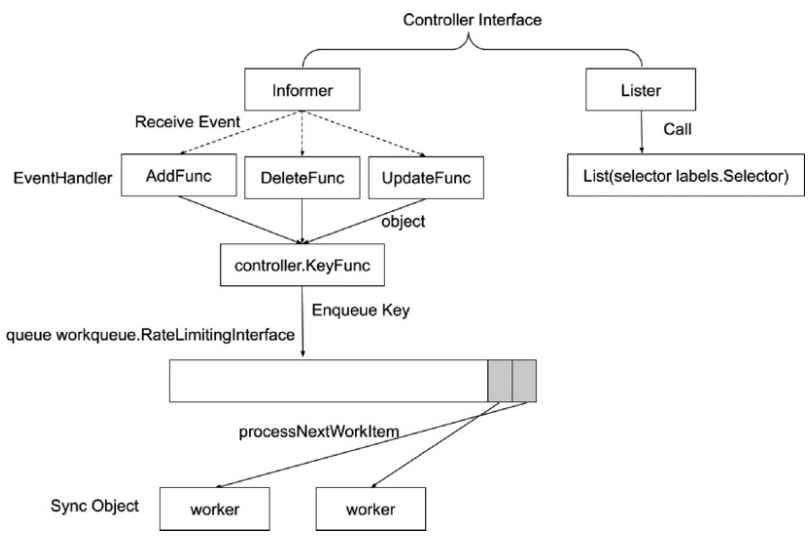 Controller Interface
Informer
Lister
Receive Event
Call
EventHandler
AddFunc
DeleteFunc
UpdateFunc
List(selector labels.Selector)
object
controller.KeyFunc
Enqueue Key
queue workqueue.RateLimitingInterface
processNextWorkItem
Sync Object
worker
worker